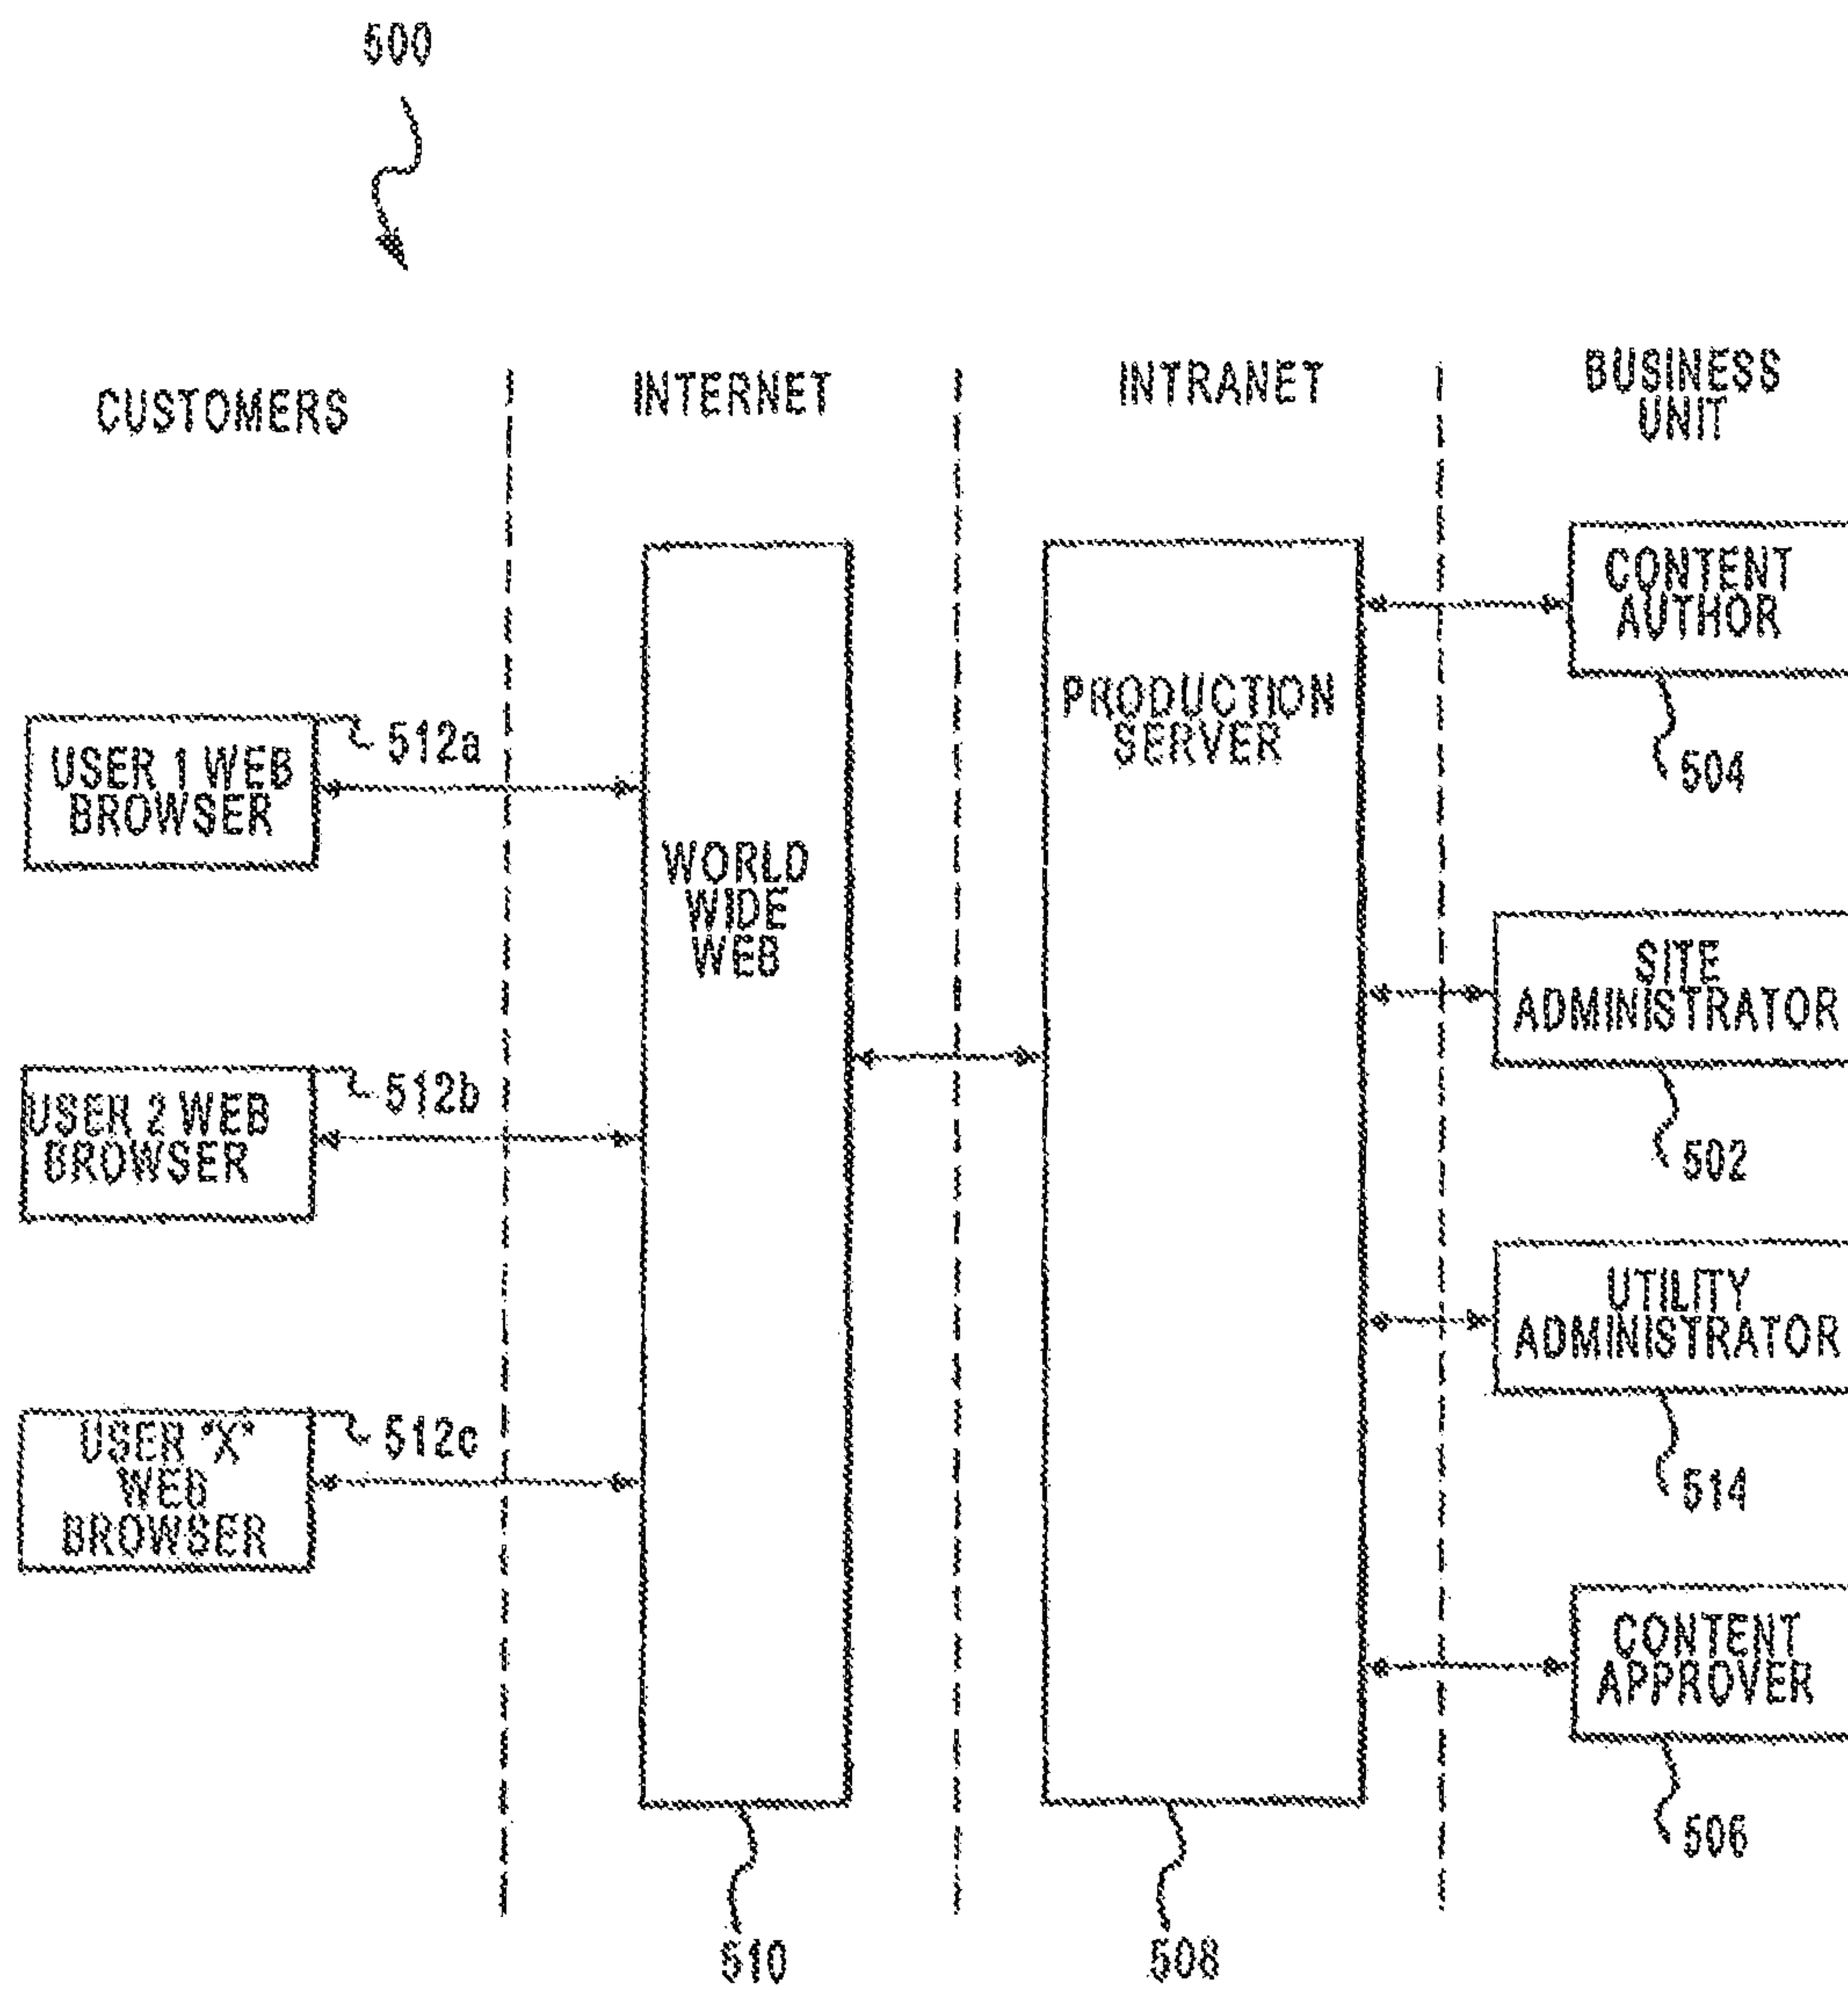 500
CUSTOMERS
INTERNET
INTRANET
BUSINESS
UNIT
USER 1 WEB
BROWSER
512a
USER 2 WEB
BROWSER
512b
USER "X"
WEB
BROWSER
512c
WORLD
WIDE
WEB
510
PRODUCTION
SERVER
508
CONTENT
AUTHOR
504
SITE
ADMINISTRATOR
502
UTILITY
ADMINISTRATOR
514
CONTENT
APPROVER
506